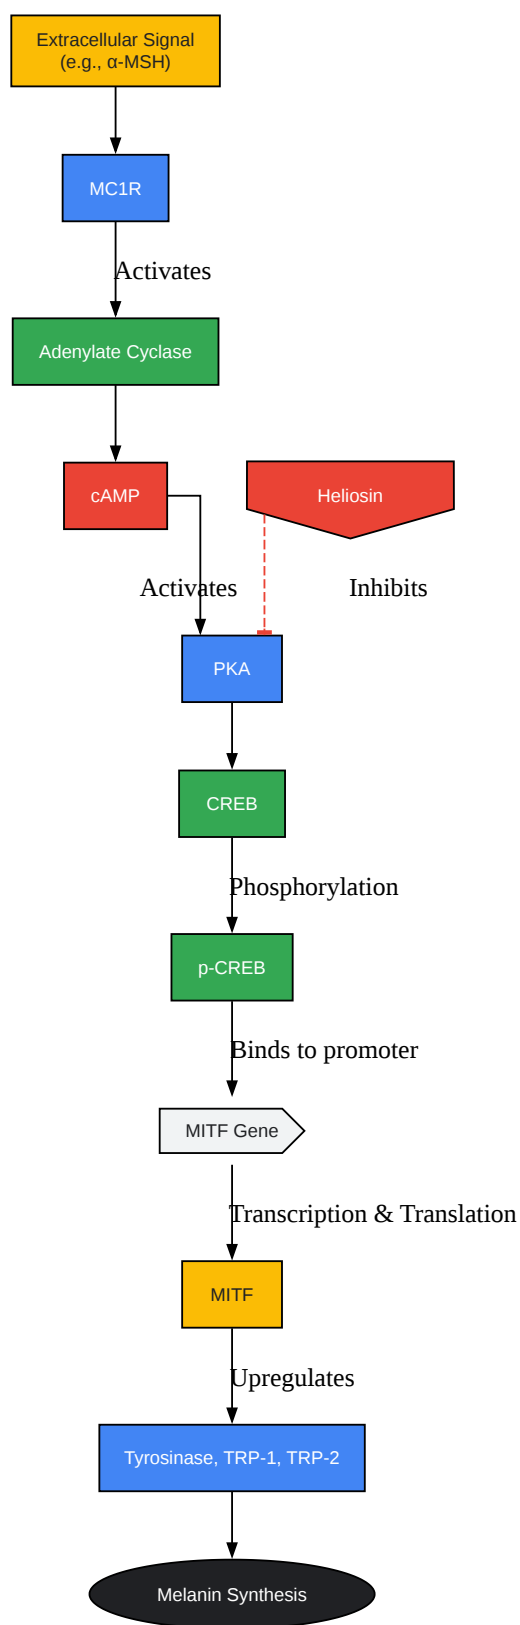 Extracellular Signal
(e.g., α-MSH)
MC1R
Activates
Adenylate Cyclase
cAMP
Heliosin
Activates
Inhibits
PKA
CREB
Phosphorylation
p-CREB
Binds to promoter
MITF Gene
Transcription & Translation
MITF
Upregulates
Tyrosinase, TRP-1, TRP-2
Melanin Synthesis